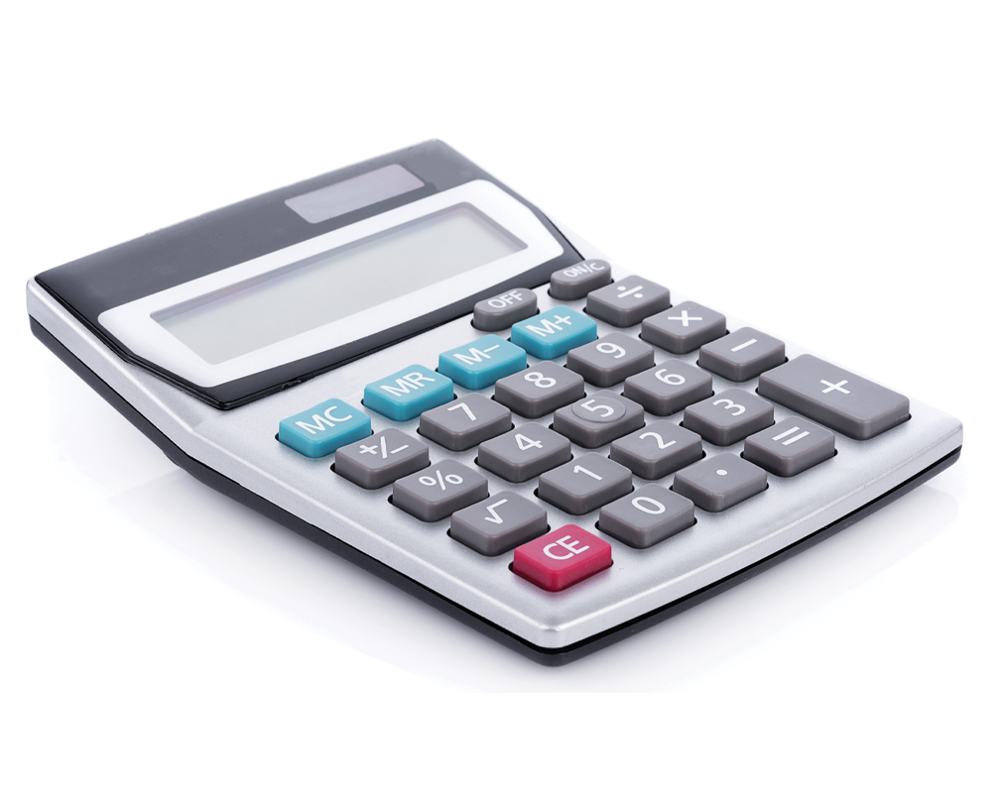 OFF ON/C
MC MR M− M+ ÷
+/− 7 8 9 ×
% 4 5 6 −
√ 1 2 3 +
CE 0 . =